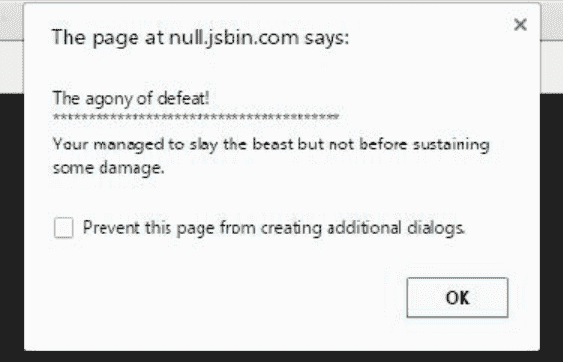 The page at null.jsbin.com says:
The agony of defeat!
****************************************
Your managed to slay the beast but not before sustaining
some damage.
Prevent this page from creating additional dialogs.
OK